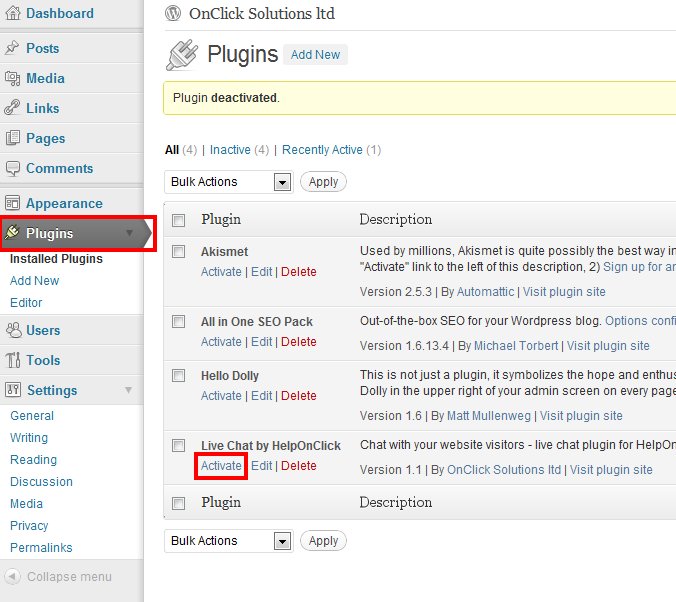 Dashboard
Posts
Media
Links
Pages
Comments
Appearance
Plugins
Installed Plugins
Add New
Editor
Users
Tools
Settings
General
Writing
Reading
Discussion
Media
Privacy
Permalinks
Collapse menu
OnClick Solutions ltd
Plugins Add New
Plugin deactivated.
All (4) | Inactive (4) | Recently Active (1)
Bulk Actions Apply
Plugin Description
Akismet Used by millions, Akismet is quite possibly the best way in
Activate | Edit | Delete "Activate" link to the left of this description, 2) Sign up for an
Version 2.5.3 | By Automattic | Visit plugin site
All in One SEO Pack Out-of-the-box SEO for your Wordpress blog. Options confi
Activate | Edit | Delete Version 1.6.13.4 | By Michael Torbert | Visit plugin site
Hello Dolly This is not just a plugin, it symbolizes the hope and enthus
Activate | Edit | Delete Dolly in the upper right of your admin screen on every page
Version 1.6 | By Matt Mullenweg | Visit plugin site
Live Chat by HelpOnClick Chat with your website visitors - live chat plugin for HelpOn
Activate Edit | Delete Version 1.1 | By OnClick Solutions ltd | Visit plugin site
Plugin Description
Bulk Actions Apply